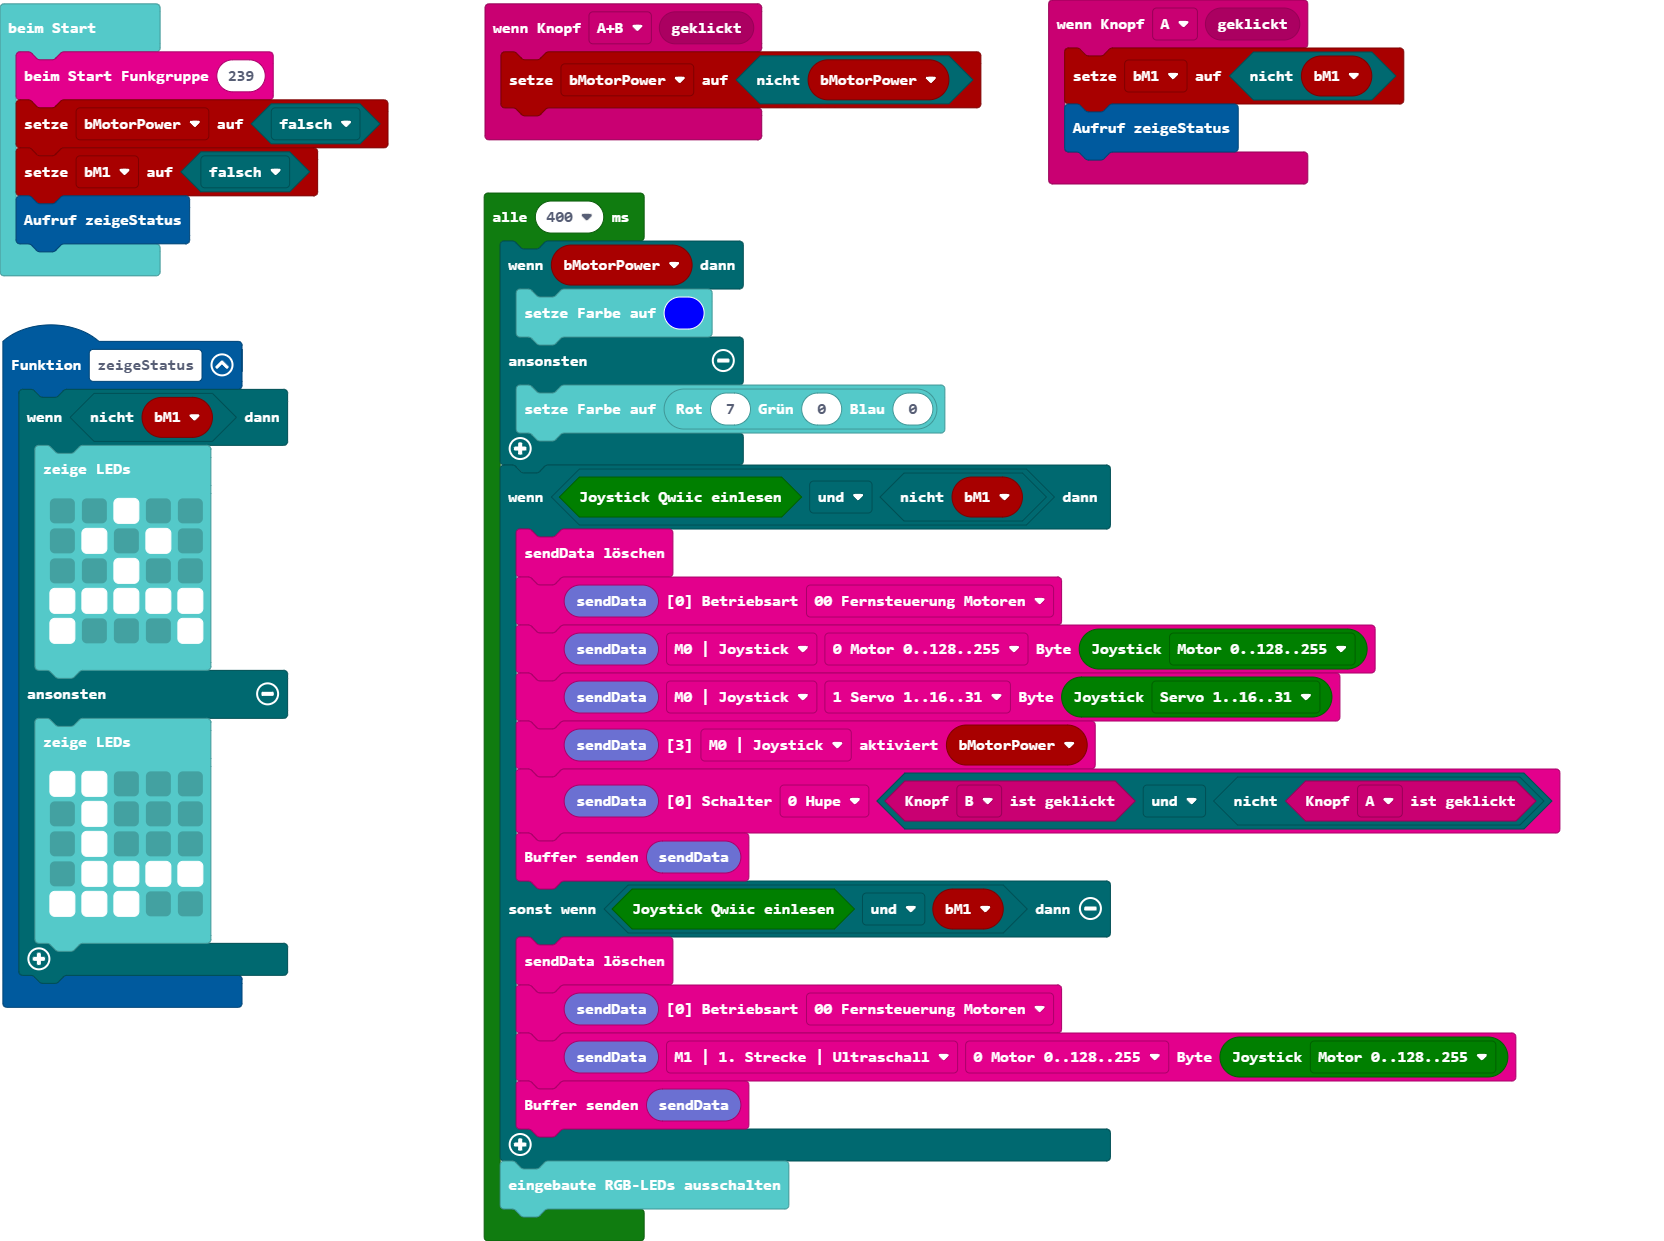 beim Start
beim Start Funkgruppe 239
setze bMotorPower auf falsch
setze bM1 auf falsch
Aufruf zeigeStatus
Funktion zeigeStatus
wenn nicht bM1 dann
zeige LEDs
ansonsten
zeige LEDs
wenn Knopf A+B geklickt
setze bMotorPower auf nicht bMotorPower
wenn Knopf A geklickt
setze bM1 auf nicht bM1
Aufruf zeigeStatus
alle 400 ms
wenn bMotorPower dann
setze Farbe auf
ansonsten
setze Farbe auf Rot 7 Grün 0 Blau 0
wenn Joystick Qwiic einlesen und nicht bM1 dann
sendData löschen
sendData [0] Betriebsart 00 Fernsteuerung Motoren
sendData M0 | Joystick 0 Motor 0..128..255 Byte Joystick Motor 0..128..255
sendData M0 | Joystick 1 Servo 1..16..31 Byte Joystick Servo 1..16..31
sendData [3] M0 | Joystick aktiviert bMotorPower
sendData [0] Schalter 0 Hupe Knopf B ist geklickt und nicht Knopf A ist geklickt
Buffer senden sendData
sonst wenn Joystick Qwiic einlesen und bM1 dann
sendData löschen
sendData [0] Betriebsart 00 Fernsteuerung Motoren
sendData M1 | 1. Strecke | Ultraschall 0 Motor 0..128..255 Byte Joystick Motor 0..128..255
Buffer senden sendData
eingebaute RGB-LEDs ausschalten